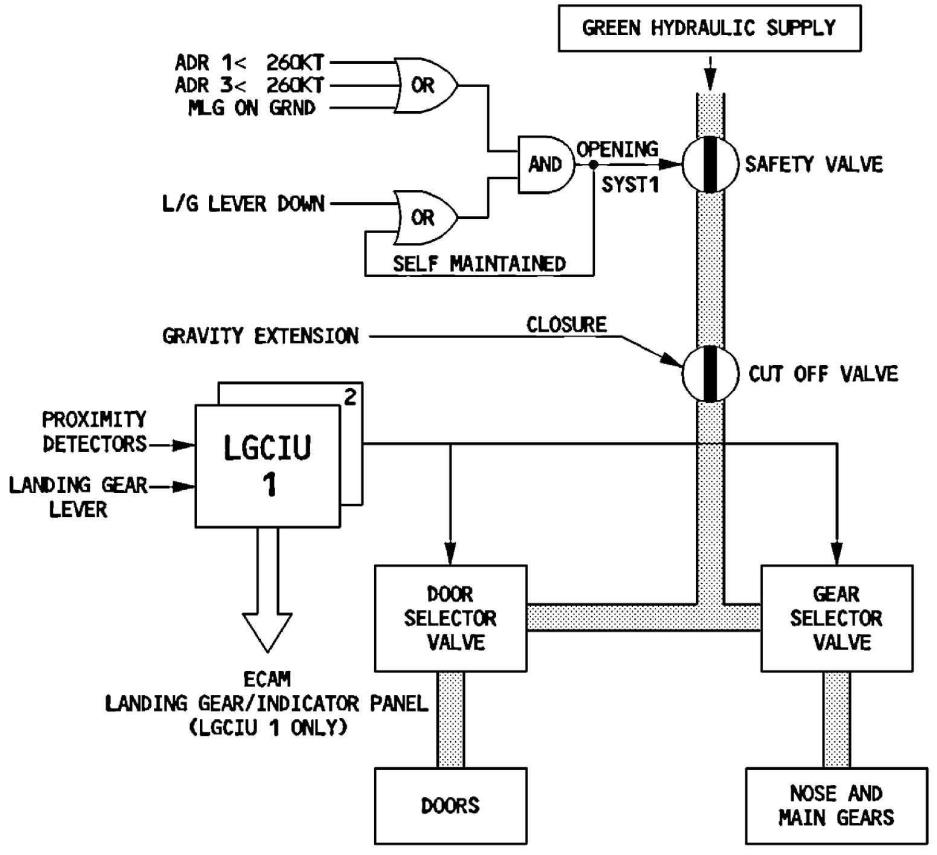 GREEN HYDRAULIC SUPPLY
ADR 1< 260KT
ADR 3< 260KT
MLG ON GRND
OR
AND
OPENING
SYST1
SAFETY VALVE
L/G LEVER DOWN
OR
SELF MAINTAINED
GRAVITY EXTENSION
CLOSURE
CUT OFF VALVE
2
PROXIMITY
DETECTORS
LGCIU
1
LANDING GEAR
LEVER
DOOR
SELECTOR
VALVE
GEAR
SELECTOR
VALVE
ECAM
LANDING GEAR/INDICATOR PANEL
(LGCIU 1 ONLY)
DOORS
NOSE AND
MAIN GEARS